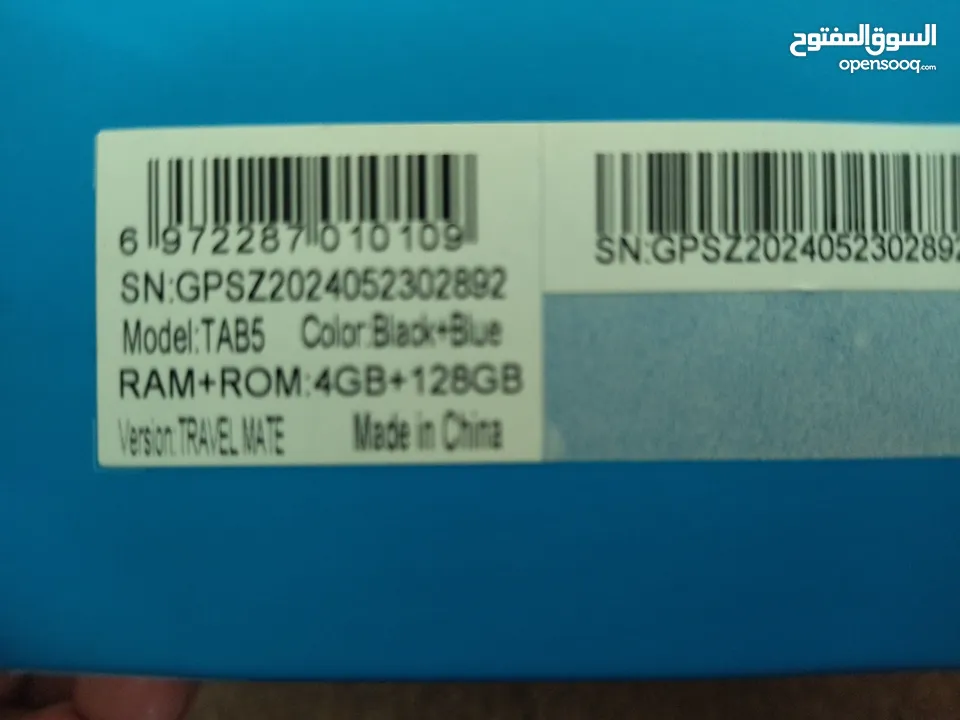 السوق المفتوح
opensooq.com
6 972287 010109
SN:GPSZ2024052302892
Model:TAB5 Color:Black+Blue
RAM+ROM:4GB+128GB
Version:TRAVEL MATE Made in China
SN:GPSZ2024052302892